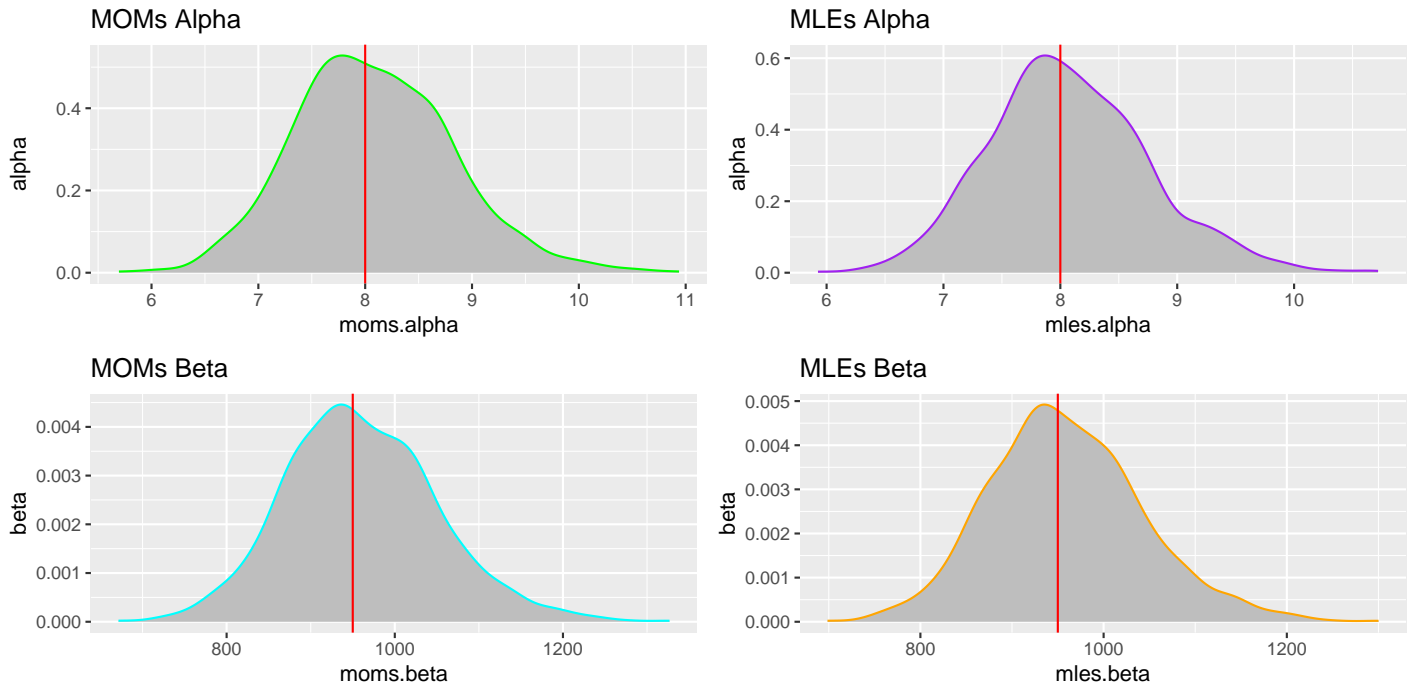 MOMs Alpha
alpha
0.4
0.2
0.0
6 7 8 9 10 11
moms.alpha
MLEs Alpha
alpha
0.6
0.4
0.2
0.0
6 7 8 9 10
mles.alpha
MOMs Beta
beta
0.004
0.003
0.002
0.001
0.000
800 1000 1200
moms.beta
MLEs Beta
beta
0.005
0.004
0.003
0.002
0.001
0.000
800 1000 1200
mles.beta